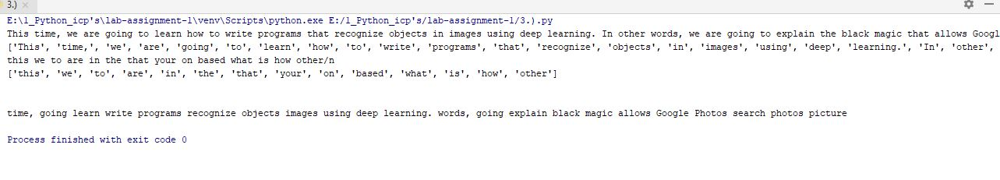 3.)
E:\1_Python_icp's\lab-assignment-1\venv\Scripts\python.exe E:/1_Python_icp's/lab-assignment-1/3.).py
This time, we are going to learn how to write programs that recognize objects in images using deep learning. In other words, we are going to explain the black magic that allows Googl
['This', 'time,', 'we', 'are', 'going', 'to', 'learn', 'how', 'to', 'write', 'programs', 'that', 'recognize', 'objects', 'in', 'images', 'using', 'deep', 'learning.', 'In', 'other',
this we to are in the that your on based what is how other/n
['this', 'we', 'to', 'are', 'in', 'the', 'that', 'your', 'on', 'based', 'what', 'is', 'how', 'other']
time, going learn write programs recognize objects images using deep learning. words, going explain black magic allows Google Photos search photos picture
Process finished with exit code 0